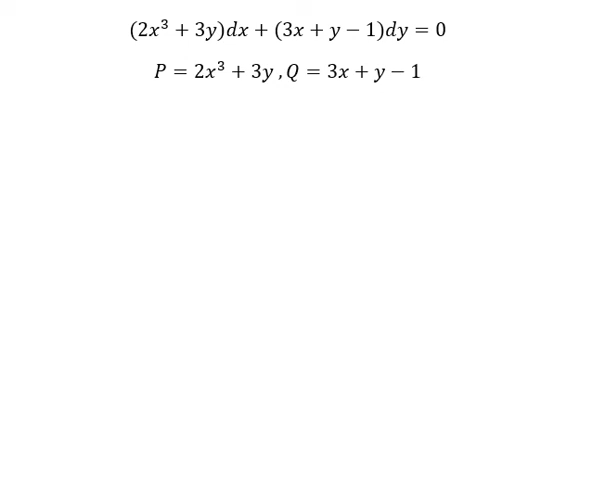 (2x³ + 3y)dx + (3x + y − 1)dy = 0
P = 2x³ + 3y , Q = 3x + y − 1